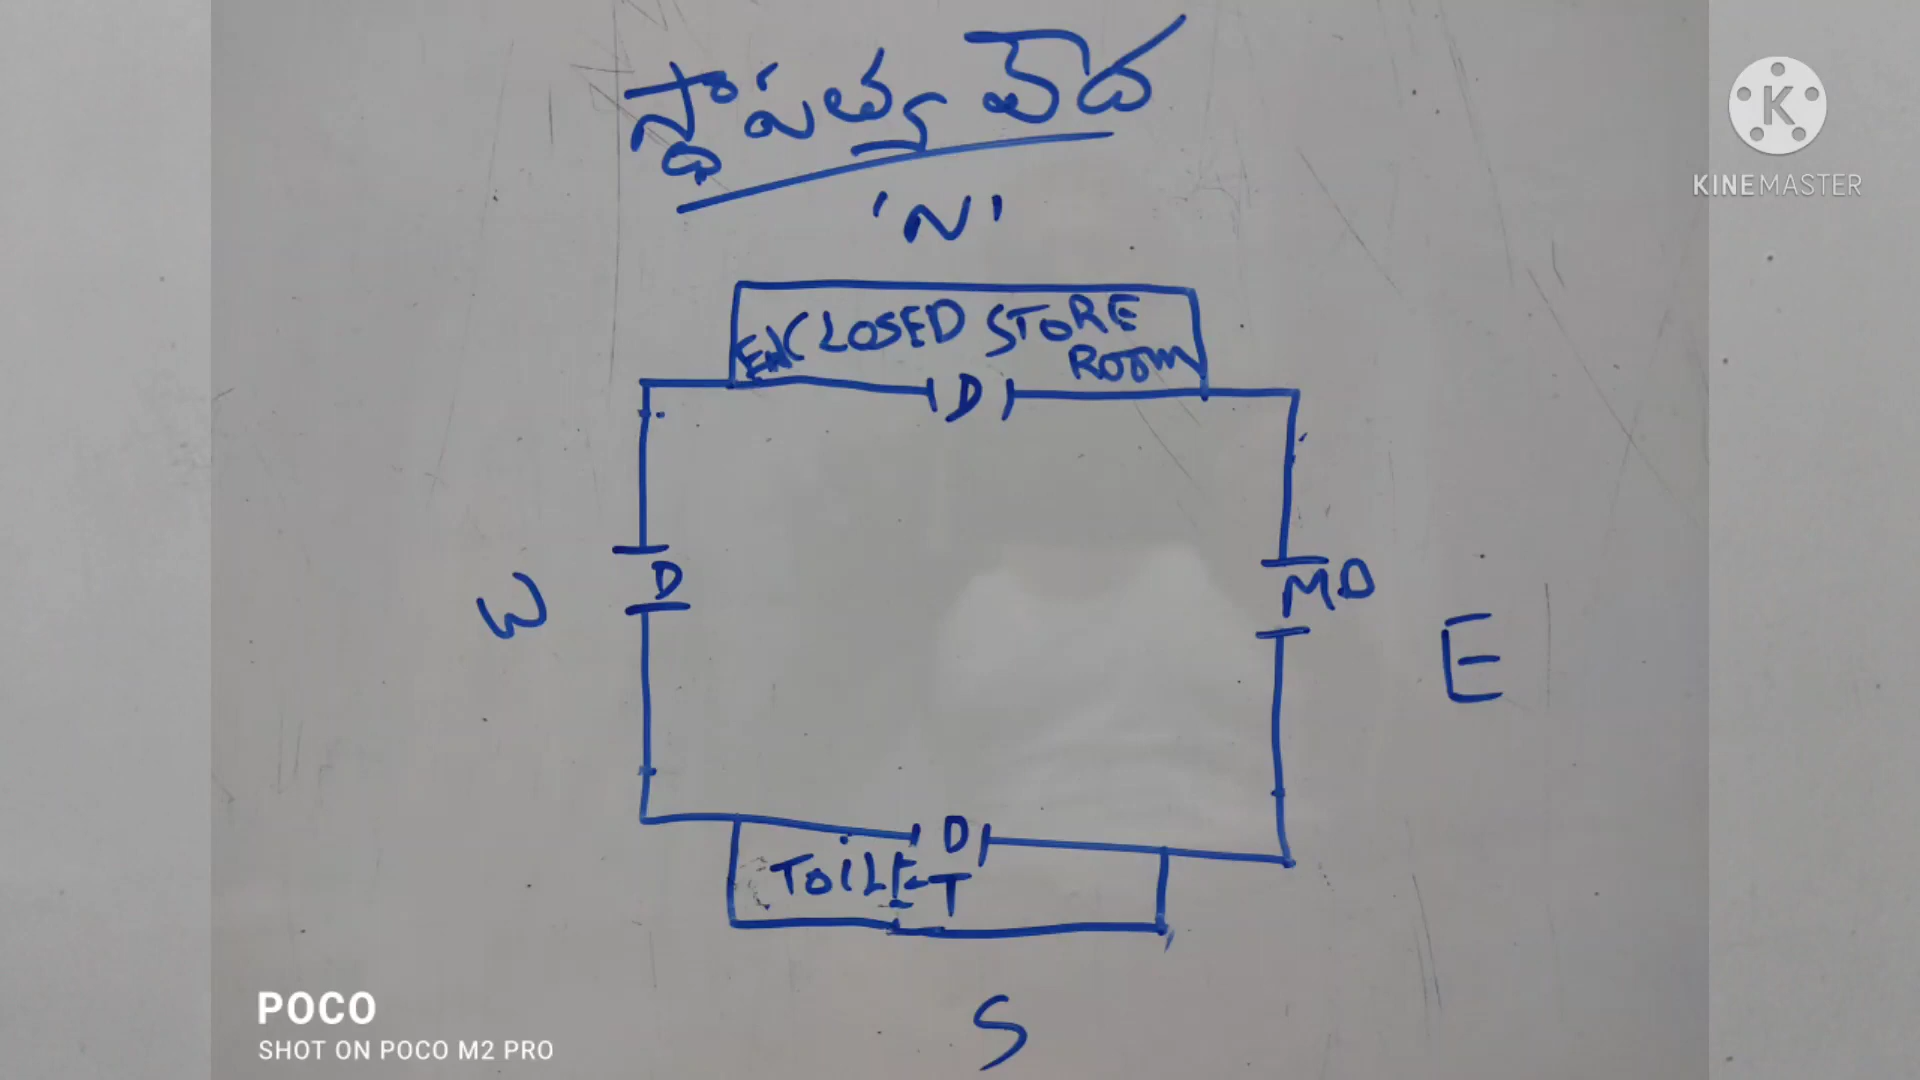 స్థాపత్య వేద
'N'
KINEMASTER
ENCLOSED STORE
ROOM
D
W
D
MD
E
D
TOILET
POCO
SHOT ON POCO M2 PRO
S